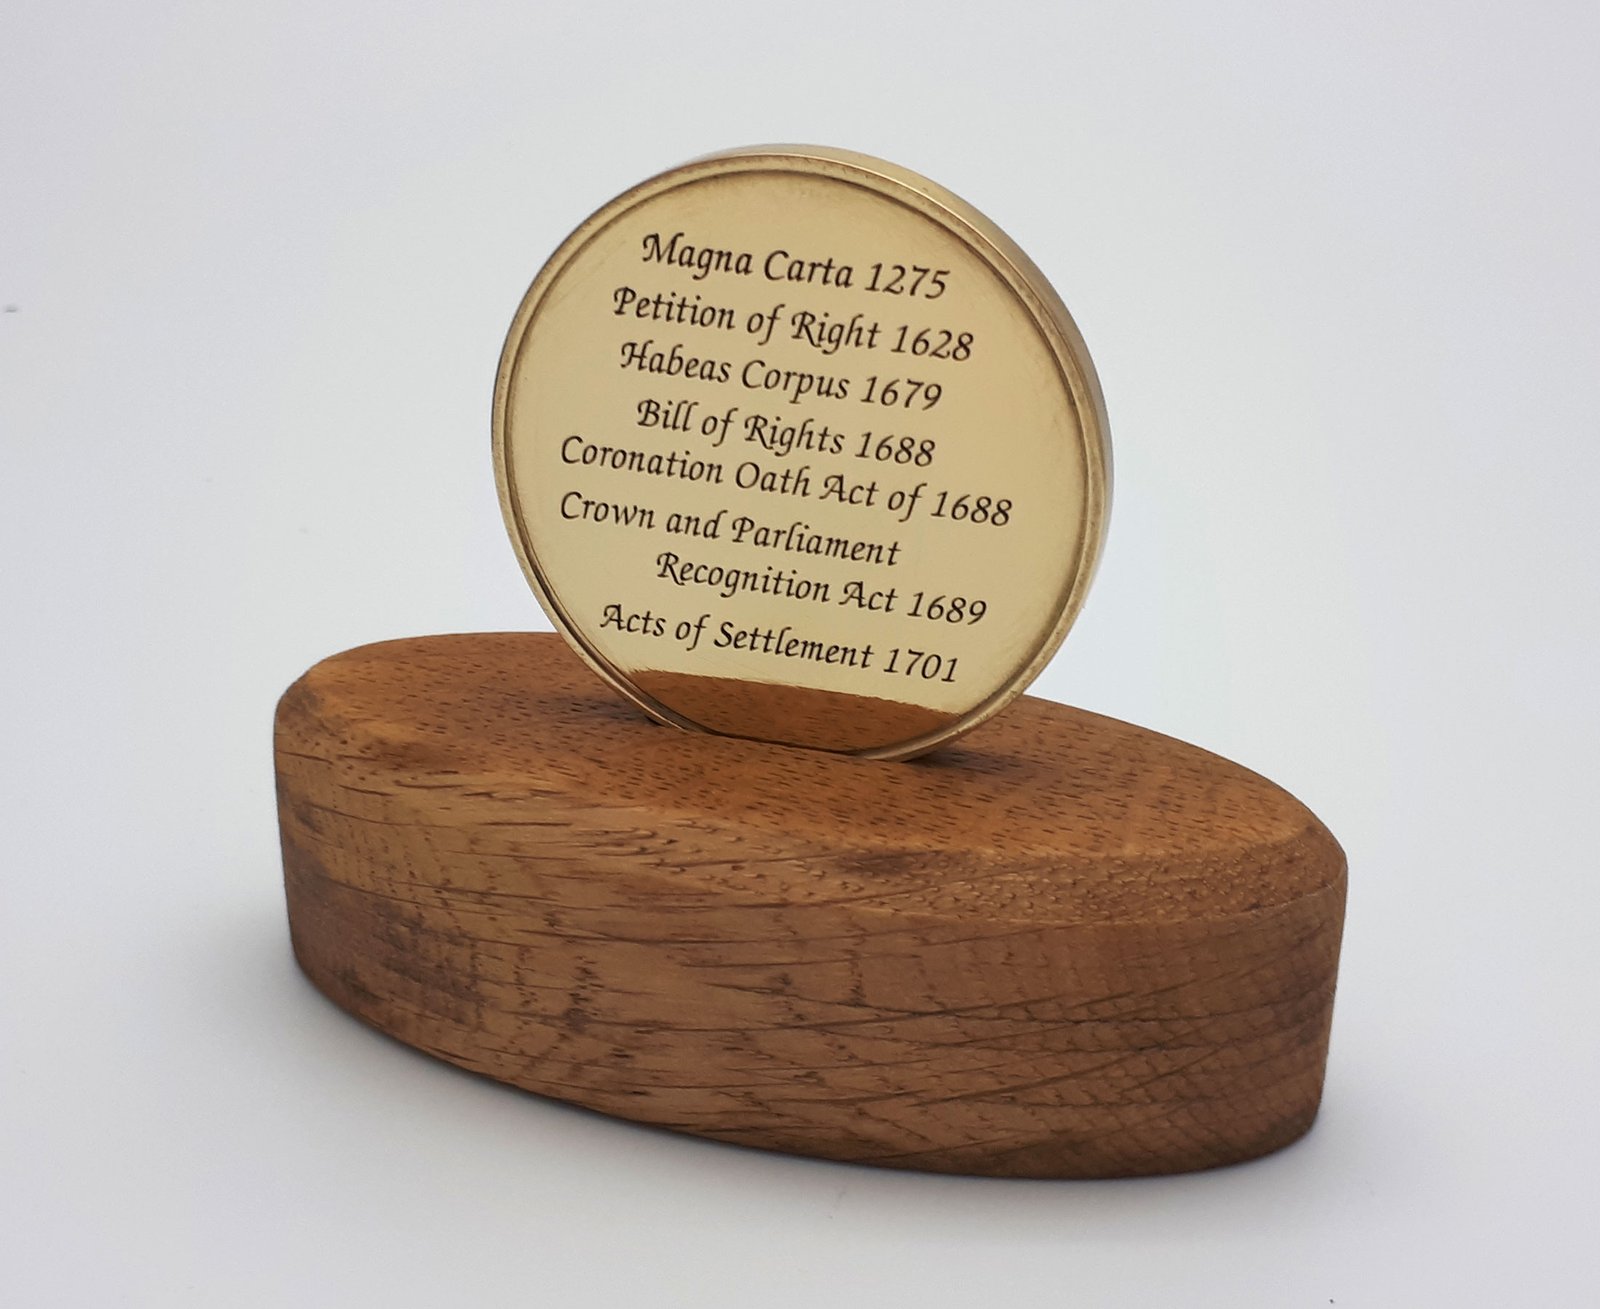 Magna Carta 1275
Petition of Right 1628
Habeas Corpus 1679
Bill of Rights 1688
Coronation Oath Act of 1688
Crown and Parliament
Recognition Act 1689
Acts of Settlement 1701